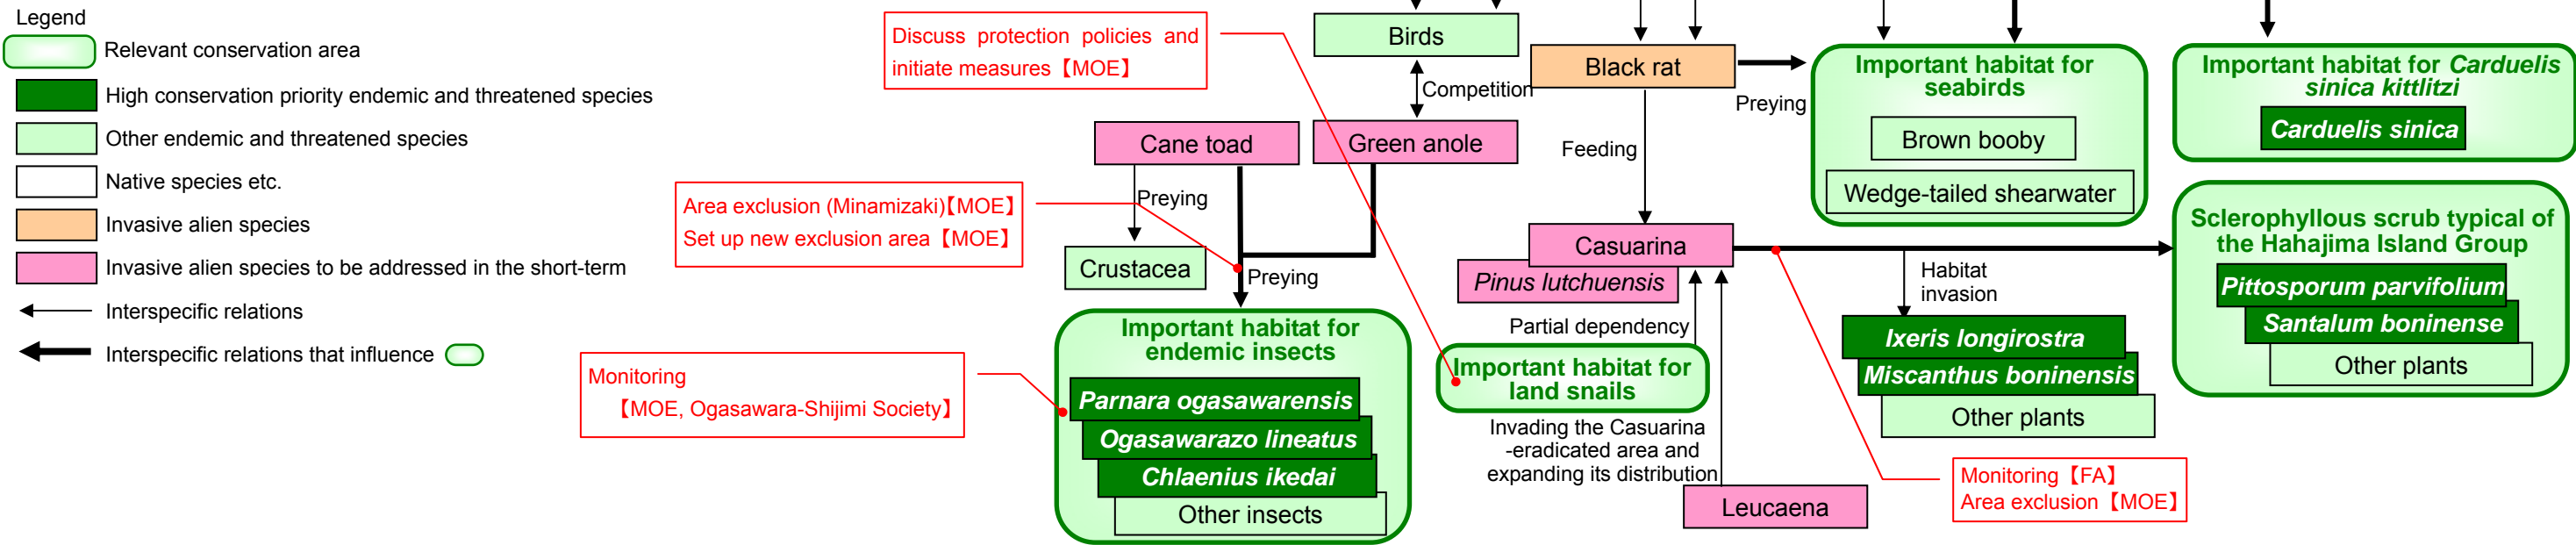 Legend
Relevant conservation area
High conservation priority endemic and threatened species
Other endemic and threatened species
Native species etc.
Invasive alien species
Invasive alien species to be addressed in the short-term
Interspecific relations
Interspecific relations that influence
Discuss protection policies and
initiate measures【MOE】
Birds
Competition
Cane toad
Green anole
Preying
Area exclusion (Minamizaki)【MOE】
Set up new exclusion area【MOE】
Crustacea
Preying
Monitoring
【MOE, Ogasawara-Shijimi Society】
Important habitat for
endemic insects
Parnara ogasawarensis
Ogasawarazo lineatus
Chlaenius ikedai
Other insects
Black rat
Preying
Feeding
Casuarina
Pinus lutchuensis
Partial dependency
Important habitat for
land snails
Invading the Casuarina
-eradicated area and
expanding its distribution
Leucaena
Important habitat for
seabirds
Brown booby
Wedge-tailed shearwater
Habitat
invasion
Ixeris longirostra
Miscanthus boninensis
Other plants
Monitoring【FA】
Area exclusion【MOE】
Important habitat for Carduelis
sinica kittlitzi
Carduelis sinica
Sclerophyllous scrub typical of
the Hahajima Island Group
Pittosporum parvifolium
Santalum boninense
Other plants